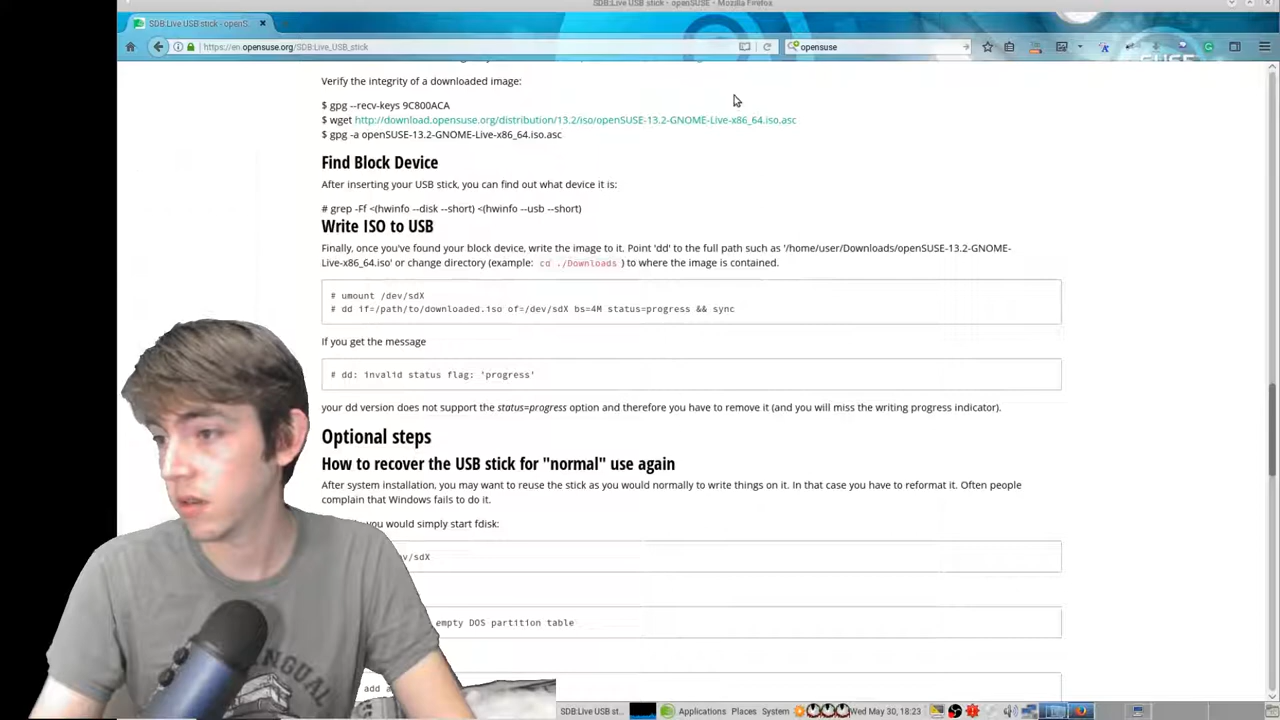 SDB:Live USB stick - openSUSE - Mozilla Firefox
SDB:Live USB stick - openS...
https://en.opensuse.org/SDB:Live_USB_stick
opensuse
Verify the integrity of a downloaded image:
$ gpg --recv-keys 9C800ACA
$ wget http://download.opensuse.org/distribution/13.2/iso/openSUSE-13.2-GNOME-Live-x86_64.iso.asc
$ gpg -a openSUSE-13.2-GNOME-Live-x86_64.iso.asc
Find Block Device
After inserting your USB stick, you can find out what device it is:
# grep -Ff <(hwinfo --disk --short) <(hwinfo --usb --short)
Write ISO to USB
Finally, once you've found your block device, write the image to it. Point 'dd' to the full path such as '/home/user/Downloads/openSUSE-13.2-GNOME-
Live-x86_64.iso' or change directory (example: cd ./Downloads ) to where the image is contained.
# umount /dev/sdX
# dd if=/path/to/downloaded.iso of=/dev/sdX bs=4M status=progress && sync
If you get the message
# dd: invalid status flag: 'progress'
your dd version does not support the status=progress option and therefore you have to remove it (and you will miss the writing progress indicator).
Optional steps
How to recover the USB stick for "normal" use again
After system installation, you may want to reuse the stick as you would normally to write things on it. In that case you have to reformat it. Often people
complain that Windows fails to do it.
you would simply start fdisk:
/sdX
empty DOS partition table
add a
SDB:Live USB st...
Applications Places System
Wed May 30, 18:23